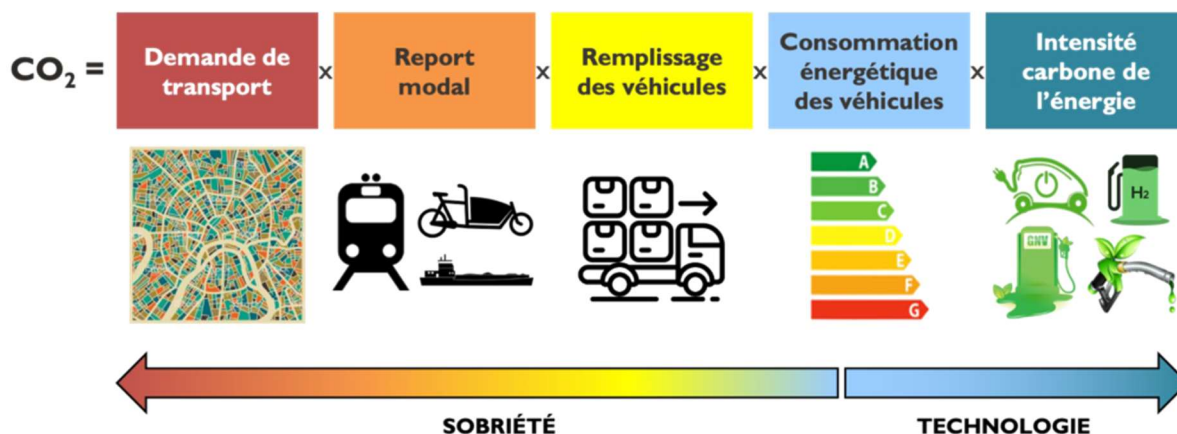 CO₂ =
Demande de
transport
x
Report
modal
x
Remplissage
des véhicules
x
Consommation
énergétique
des véhicules
x
Intensité
carbone de
l'énergie
A
B
C
D
E
F
G
H₂
GNV
SOBRIÉTÉ
TECHNOLOGIE